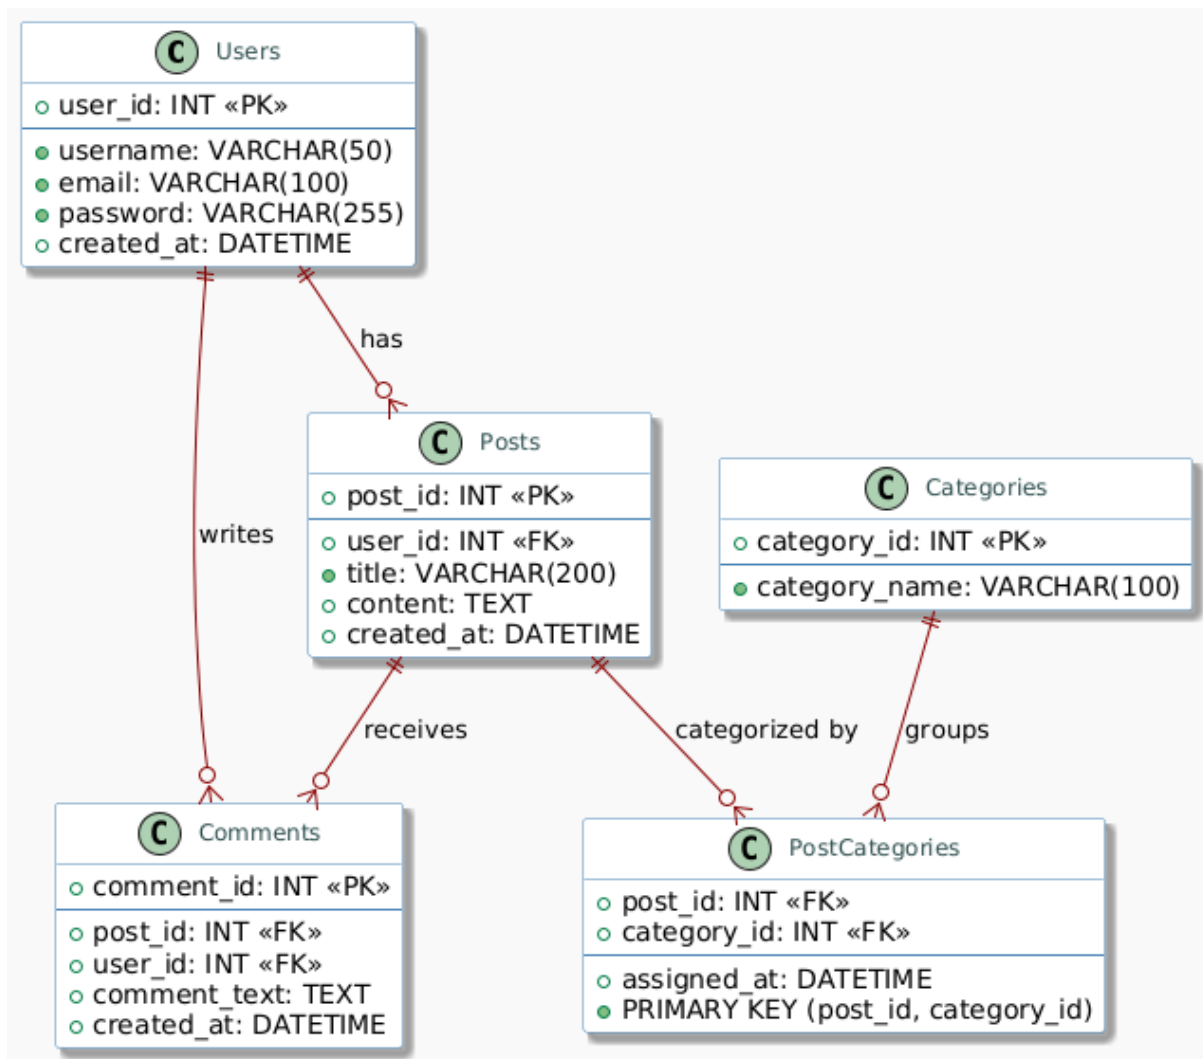 C Users
user_id: INT «PK»
username: VARCHAR(50)
email: VARCHAR(100)
password: VARCHAR(255)
created_at: DATETIME
has
C Posts
post_id: INT «PK»
user_id: INT «FK»
title: VARCHAR(200)
content: TEXT
created_at: DATETIME
C Categories
category_id: INT «PK»
category_name: VARCHAR(100)
writes
receives
categorized by
groups
C Comments
comment_id: INT «PK»
post_id: INT «FK»
user_id: INT «FK»
comment_text: TEXT
created_at: DATETIME
C PostCategories
post_id: INT «FK»
category_id: INT «FK»
assigned_at: DATETIME
PRIMARY KEY (post_id, category_id)